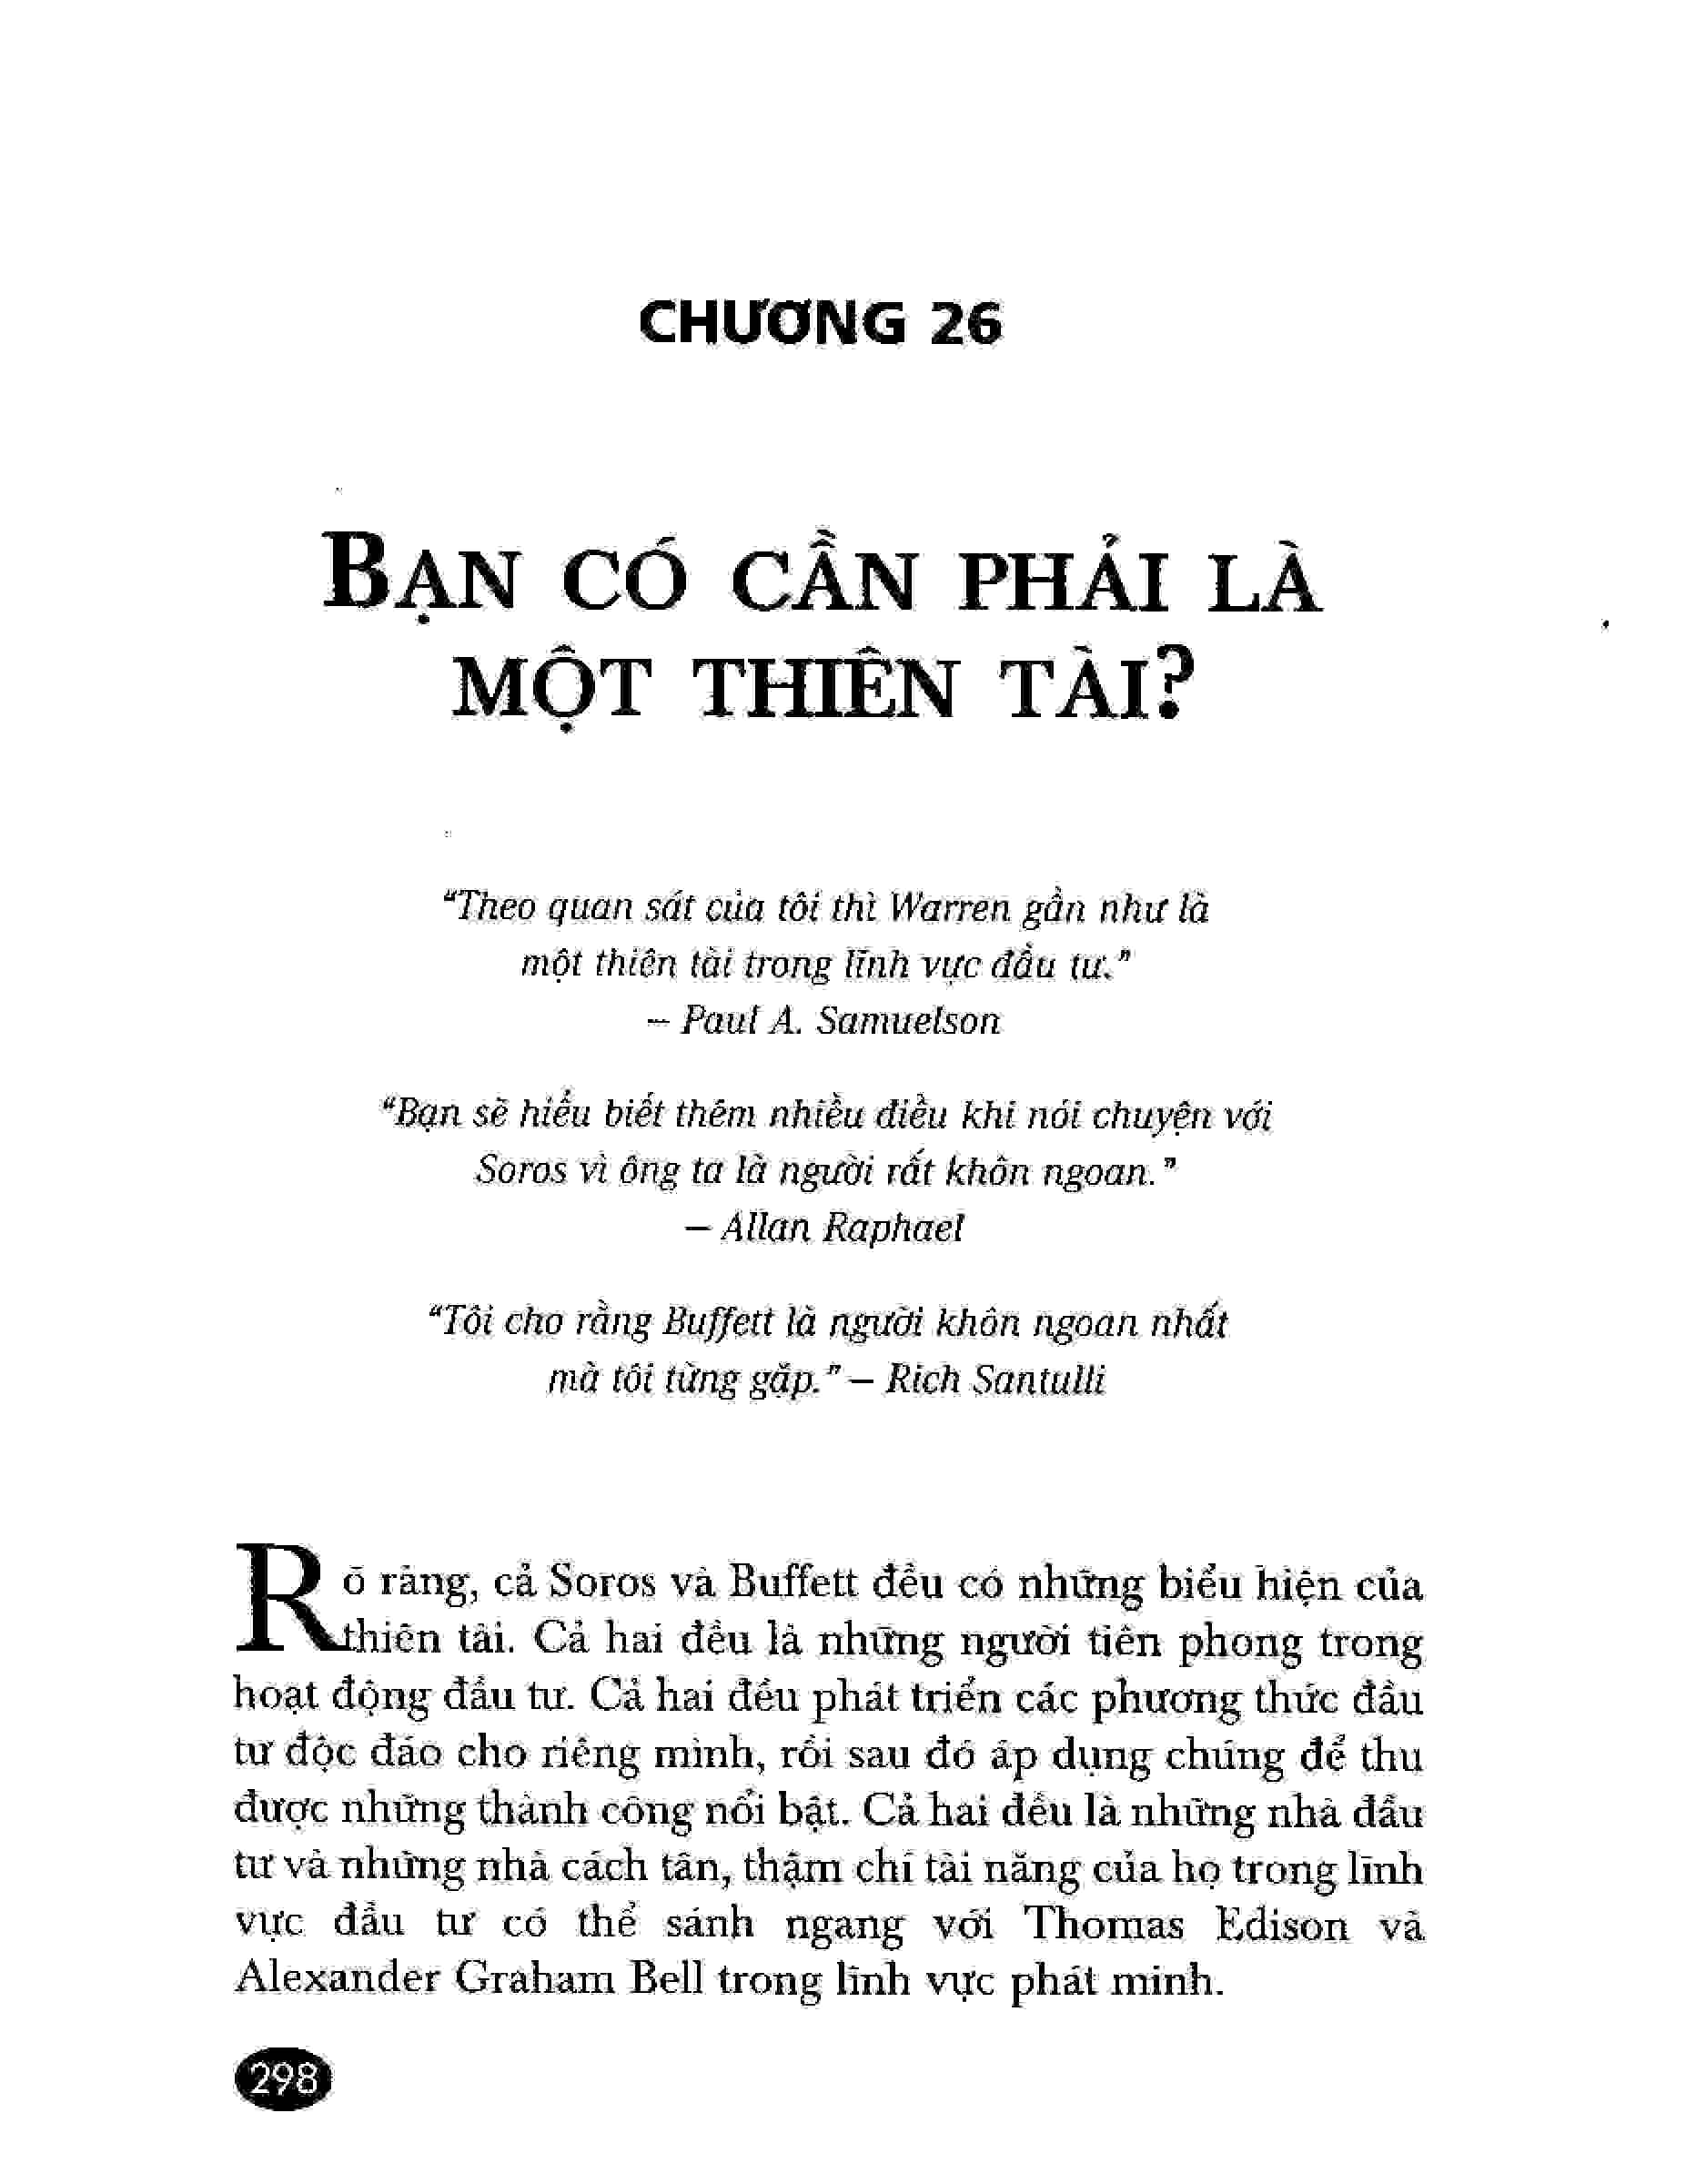 CHƯƠNG 26
BẠN CÓ CẦN PHẢI LÀ
MỘT THIÊN TÀI?
“Theo quan sát của tôi thì Warren gần như là
một thiên tài trong lĩnh vực đầu tư.”
– Paul A. Samuelson
“Bạn sẽ hiểu biết thêm nhiều điều khi nói chuyện với
Soros vì ông ta là người rất khôn ngoan.”
– Allan Raphael
“Tôi cho rằng Buffett là người khôn ngoan nhất
mà tôi từng gặp.” – Rich Santulli
Rõ ràng, cả Soros và Buffett đều có những biểu hiện của
thiên tài. Cả hai đều là những người tiên phong trong
hoạt động đầu tư. Cả hai đều phát triển các phương thức đầu
tư độc đáo cho riêng mình, rồi sau đó áp dụng chúng để thu
được những thành công nổi bật. Cả hai đều là những nhà đầu
tư và những nhà cách tân, thậm chí tài năng của họ trong lĩnh
vực đầu tư có thể sánh ngang với Thomas Edison và
Alexander Graham Bell trong lĩnh vực phát minh.
298